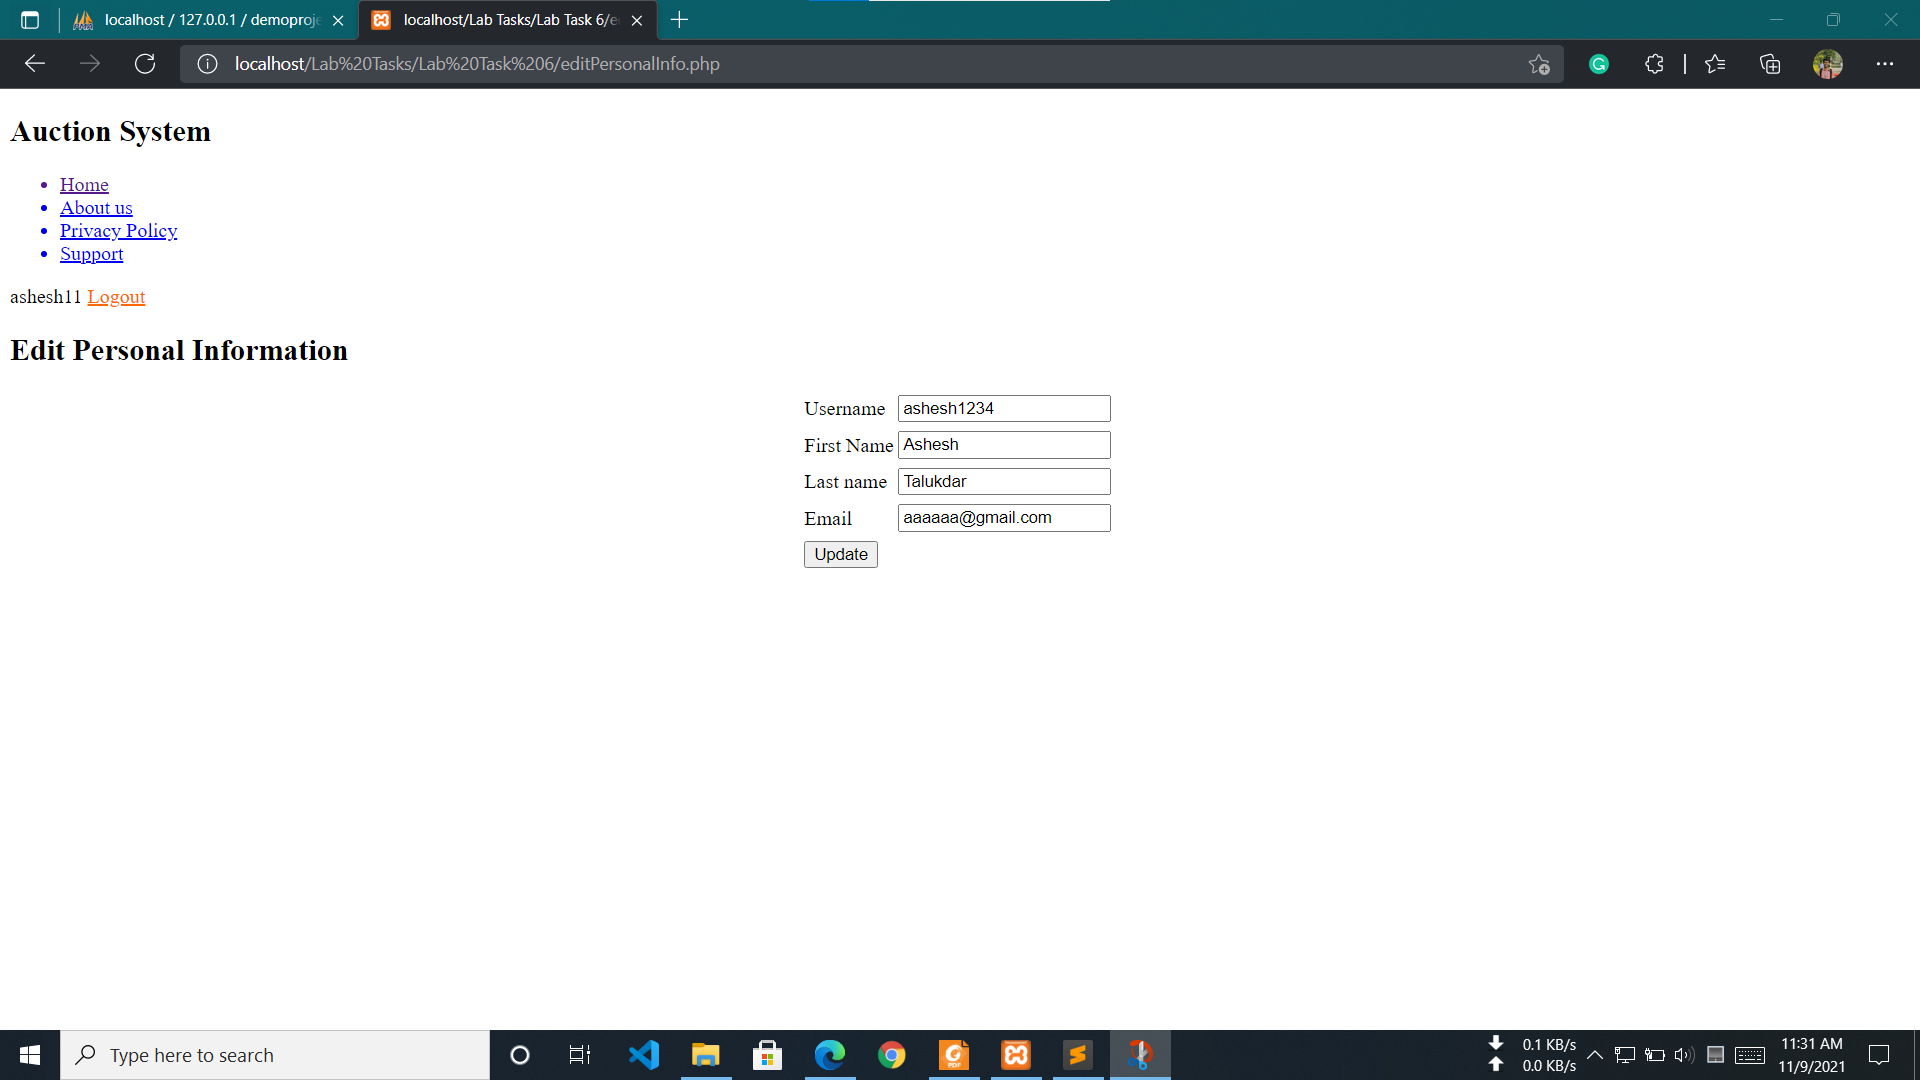 localhost / 127.0.0.1 / demoproje
localhost/Lab Tasks/Lab Task 6/e
localhost/Lab%20Tasks/Lab%20Task%206/editPersonalInfo.php
Auction System
Home
About us
Privacy Policy
Support
ashesh11 Logout
Edit Personal Information
Username ashesh1234
First Name Ashesh
Last name Talukdar
Email aaaaaa@gmail.com
Update
Type here to search
0.1 KB/s
0.0 KB/s
11:31 AM
11/9/2021